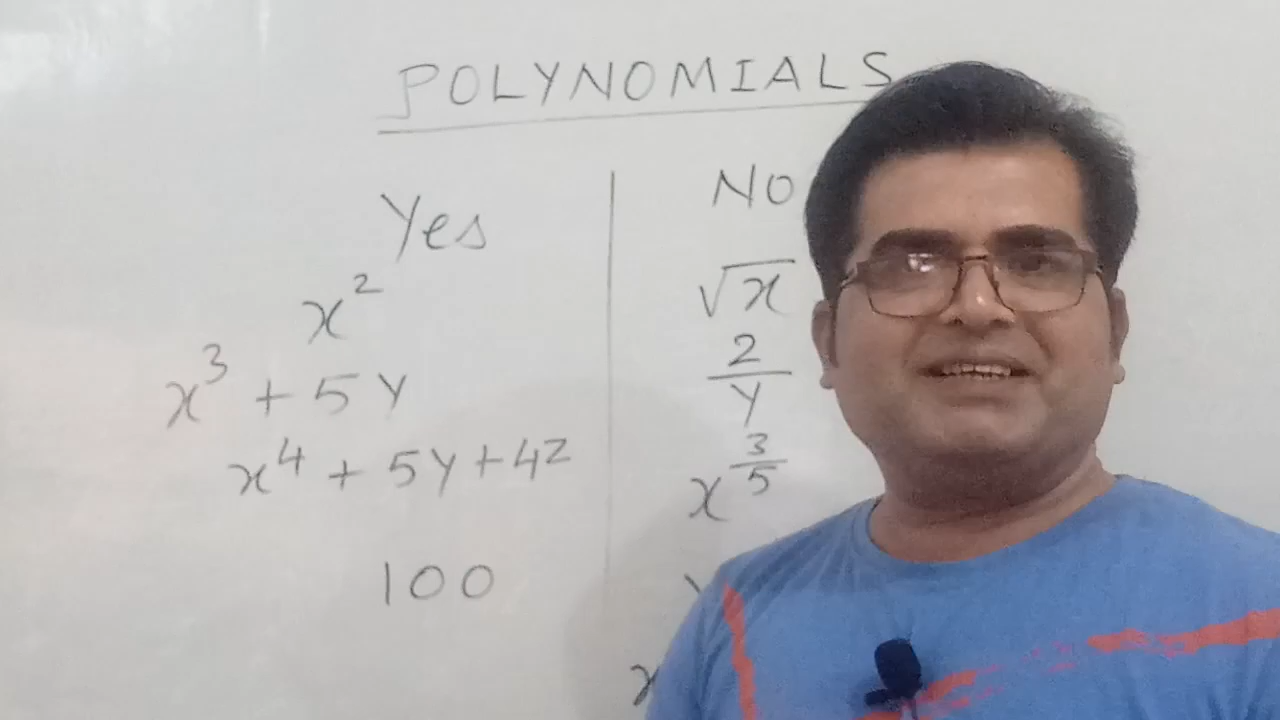 POLYNOMIALS
Yes
x²
x³ + 5y
x⁴ + 5y + 4z
100
NO
√x
2/y
x^(3/5)